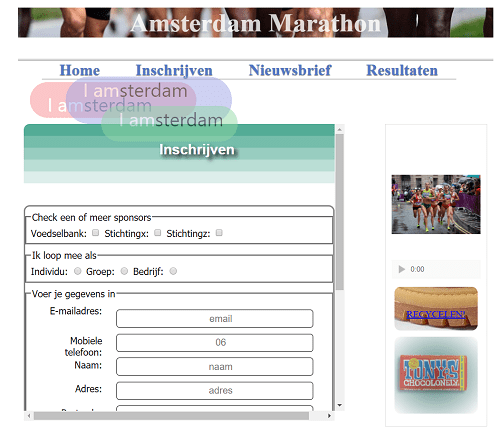 Amsterdam Marathon
Home Inschrijven Nieuwsbrief Resultaten
I amsterdam
I amsterdam
I amsterdam
Inschrijven
Check een of meer sponsors
Voedselbank: Stichtingx: Stichtingz:
Ik loop mee als
Individu: Groep: Bedrijf:
Voer je gegevens in
E-mailadres: email
Mobiele telefoon: 06
Naam: naam
Adres: adres
0:00
RECYCELEN!
TONY'S
CHOCOLONELY